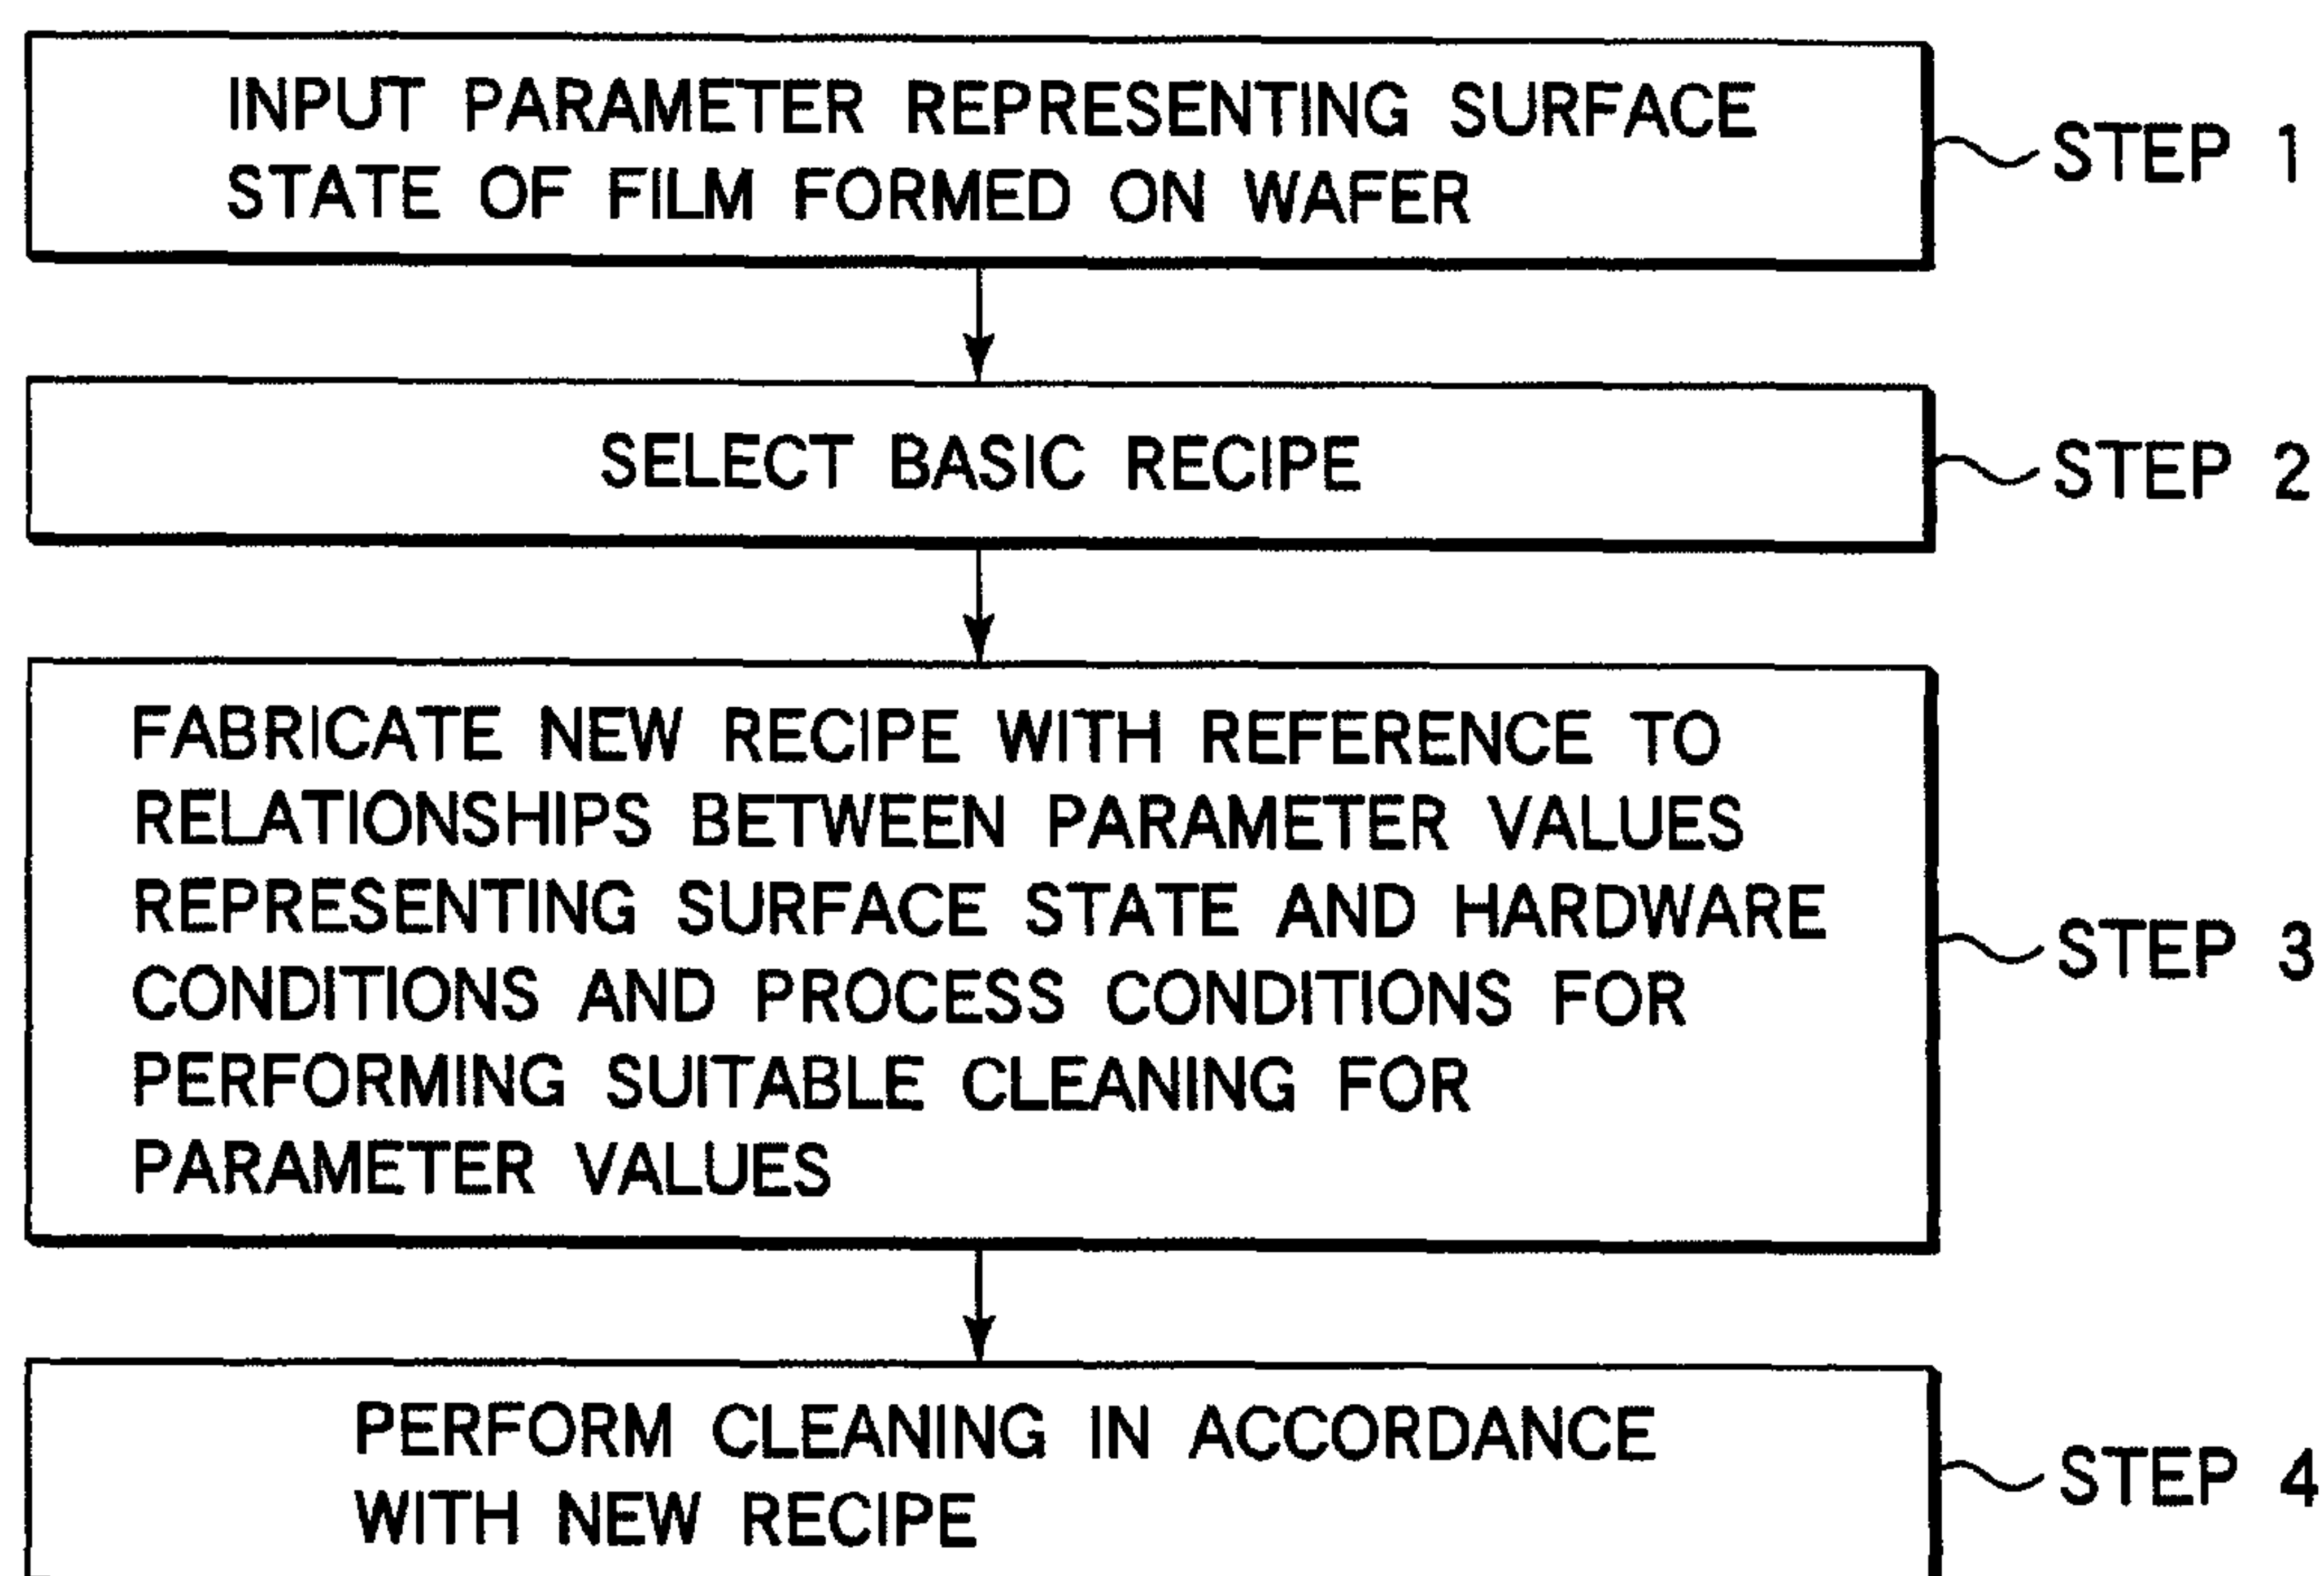 INPUT PARAMETER REPRESENTING SURFACE
STATE OF FILM FORMED ON WAFER
STEP 1
SELECT BASIC RECIPE
STEP 2
FABRICATE NEW RECIPE WITH REFERENCE TO
RELATIONSHIPS BETWEEN PARAMETER VALUES
REPRESENTING SURFACE STATE AND HARDWARE
CONDITIONS AND PROCESS CONDITIONS FOR
PERFORMING SUITABLE CLEANING FOR
PARAMETER VALUES
STEP 3
PERFORM CLEANING IN ACCORDANCE
WITH NEW RECIPE
STEP 4